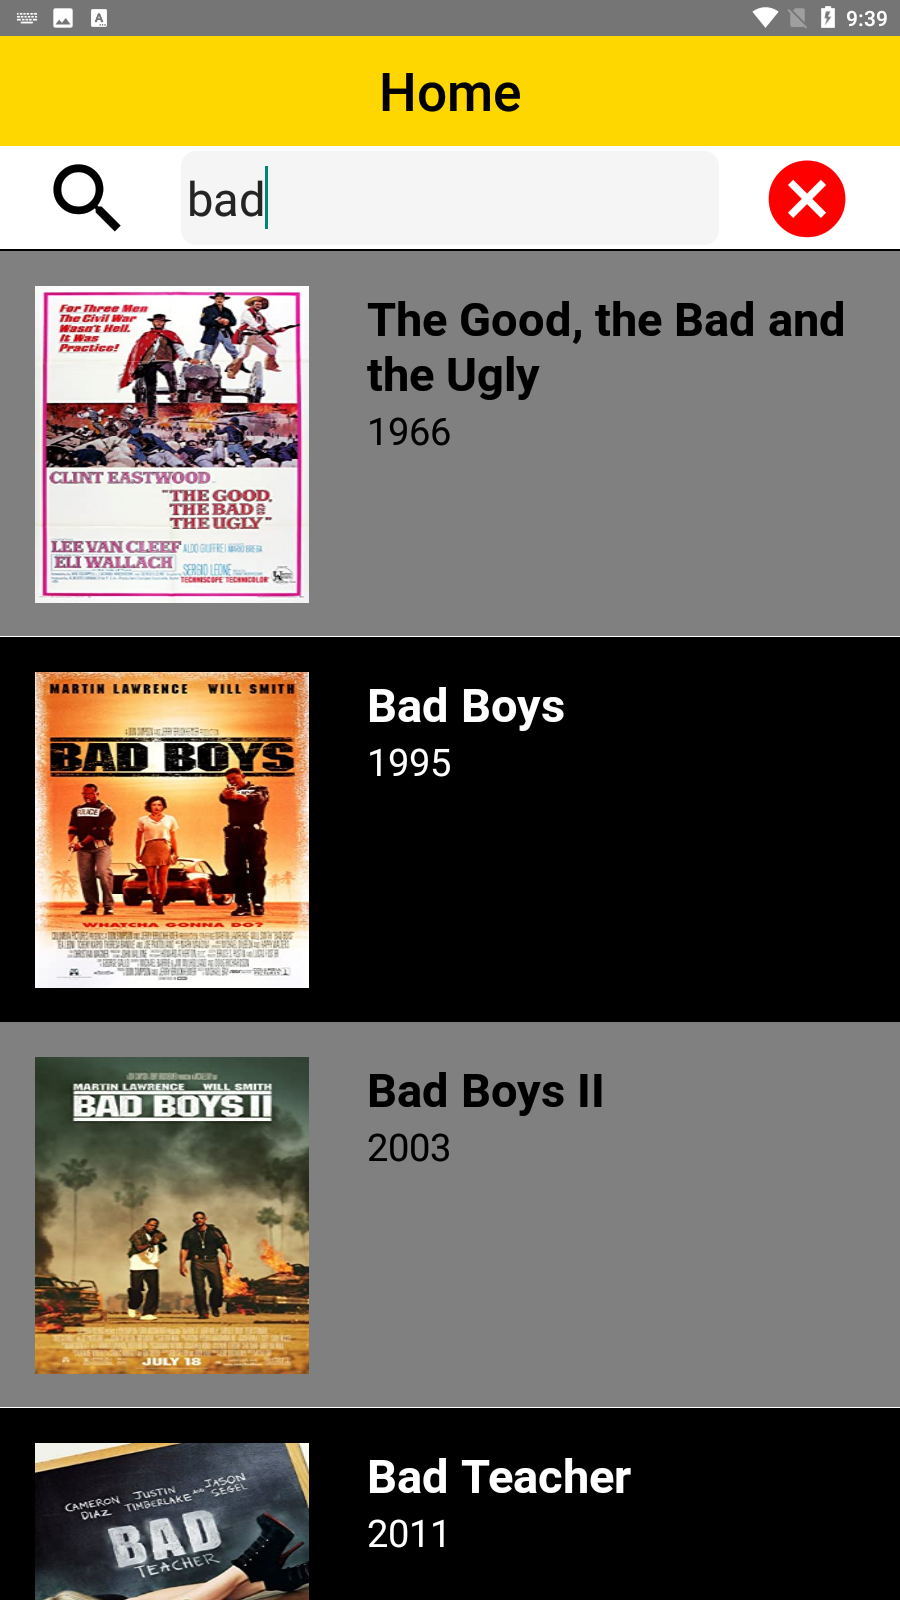 9:39
Home
bad
For Three Men
The Civil War
Wasn't Hell.
It Was
Practice!
CLINT EASTWOOD
"THE GOOD,
THE BAD &
THE UGLY"
LEE VAN CLEEF
ELI WALLACH
ALDO GIUFFRE
MARIO BREGA
SERGIO LEONE
TECHNISCOPE TECHNICOLOR
The Good, the Bad and
the Ugly
1966
MARTIN LAWRENCE WILL SMITH
BAD BOYS
POLICE
WHATCHA GONNA DO?
Bad Boys
1995
MARTIN LAWRENCE WILL SMITH
BAD BOYS II
JULY 18
Bad Boys II
2003
CAMERON DIAZ
JUSTIN TIMBERLAKE
AND JASON SEGEL
BAD
TEACHER
Bad Teacher
2011